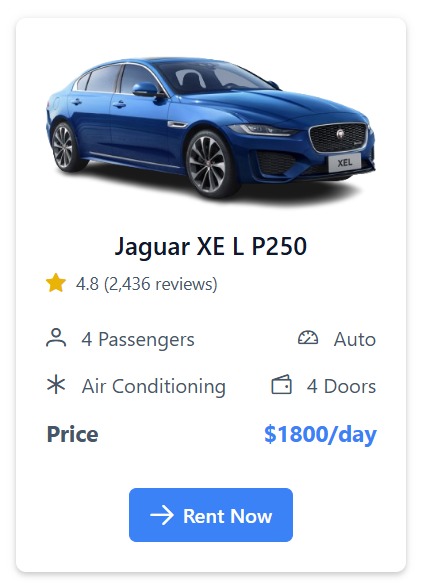 XEL
Jaguar XE L P250
4.8 (2,436 reviews)
4 Passengers Auto
Air Conditioning 4 Doors
Price $1800/day
Rent Now